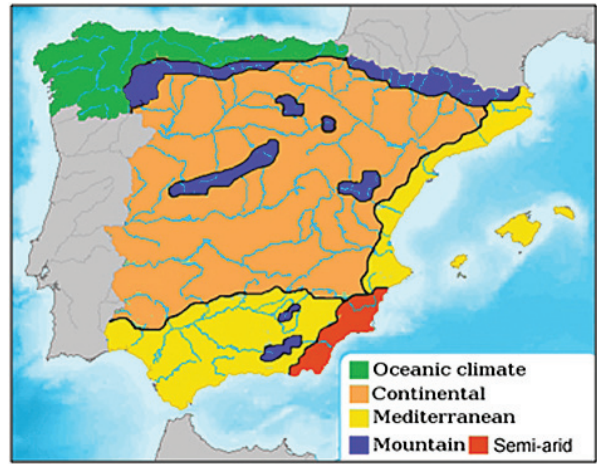 Oceanic climate
Continental
Mediterranean
Mountain Semi-arid